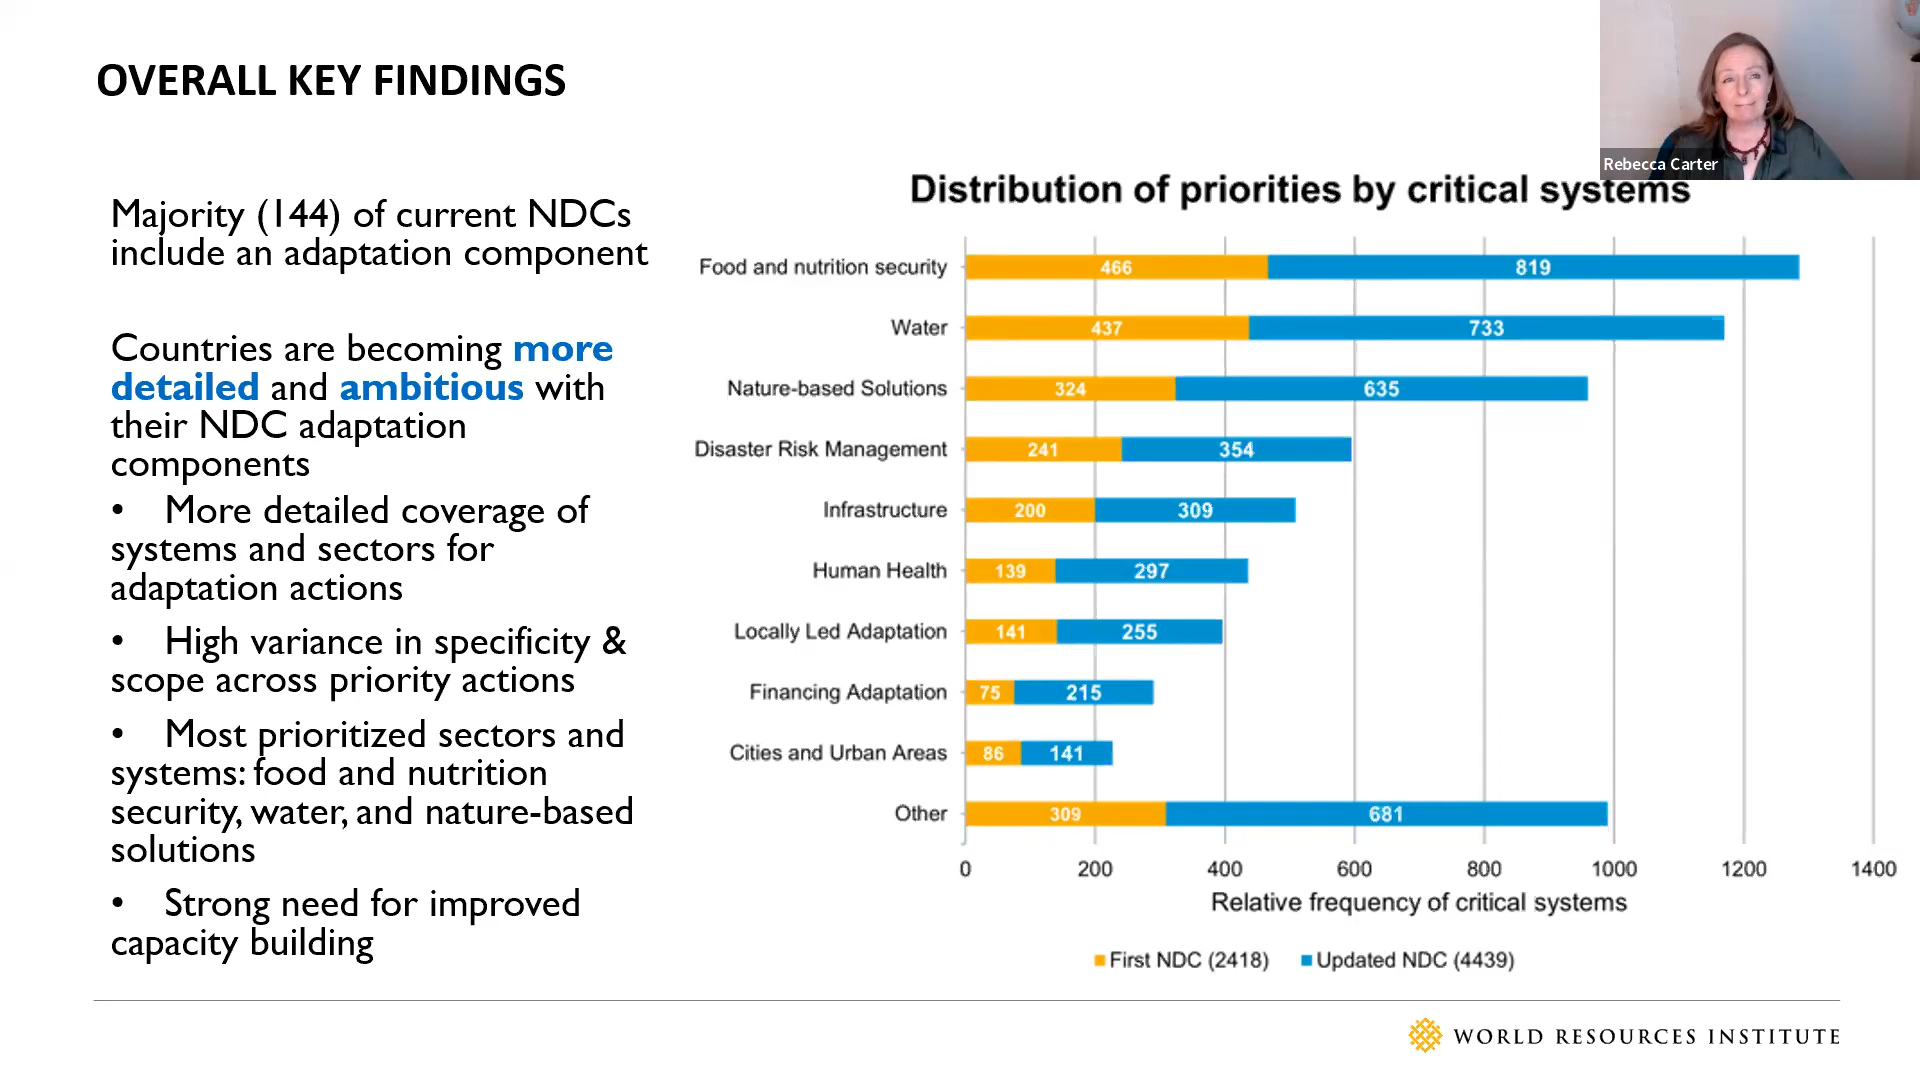 OVERALL KEY FINDINGS
Rebecca Carter
Majority (144) of current NDCs
include an adaptation component
Countries are becoming more
detailed and ambitious with
their NDC adaptation
components
• More detailed coverage of
systems and sectors for
adaptation actions
• High variance in specificity &
scope across priority actions
• Most prioritized sectors and
systems: food and nutrition
security, water, and nature-based
solutions
• Strong need for improved
capacity building
Distribution of priorities by critical systems
Food and nutrition security 466 819
Water 437 733
Nature-based Solutions 324 635
Disaster Risk Management 241 354
Infrastructure 200 309
Human Health 139 297
Locally Led Adaptation 141 255
Financing Adaptation 75 215
Cities and Urban Areas 86 141
Other 309 681
0 200 400 600 800 1000 1200 1400
Relative frequency of critical systems
First NDC (2418) Updated NDC (4439)
WORLD RESOURCES INSTITUTE